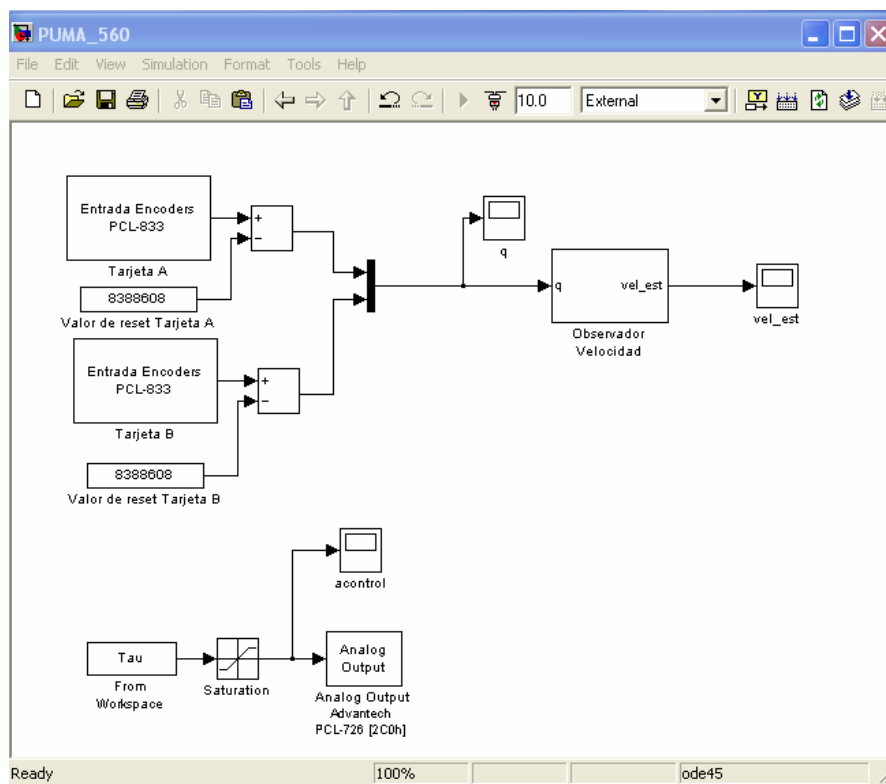 PUMA_560
File Edit View Simulation Format Tools Help
10.0 External
Entrada Encoders
PCL-833
Tarjeta A
+
−
8388608
Valor de reset Tarjeta A
q
q vel_est
Observador
Velocidad
vel_est
Entrada Encoders
PCL-833
Tarjeta B
+
−
8388608
Valor de reset Tarjeta B
acontrol
Tau
From
Workspace
Saturation
Analog
Output
Analog Output
Advantech
PCL-726 [2C0h]
Ready 100% ode45